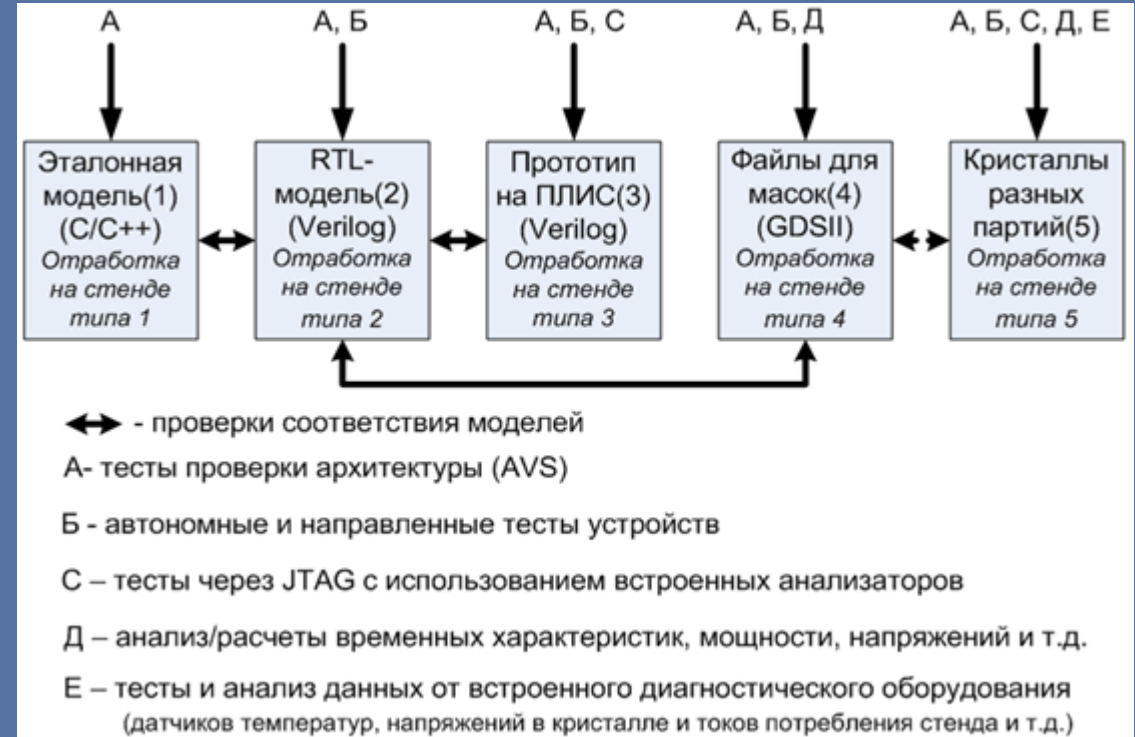 А
А, Б
А, Б, С
А, Б, Д
А, Б, С, Д, Е
Эталонная
модель(1)
(C/C++)
Отработка
на стенде
типа 1
RTL-
модель(2)
(Verilog)
Отработка
на стенде
типа 2
Прототип
на ПЛИС(3)
(Verilog)
Отработка
на стенде
типа 3
Файлы для
масок(4)
(GDSII)
Отработка
на стенде
типа 4
Кристаллы
разных
партий(5)
Отработка
на стенде
типа 5
- проверки соответствия моделей
А- тесты проверки архитектуры (AVS)
Б - автономные и направленные тесты устройств
С – тесты через JTAG с использованием встроенных анализаторов
Д – анализ/расчеты временных характеристик, мощности, напряжений и т.д.
Е – тесты и анализ данных от встроенного диагностического оборудования
(датчиков температур, напряжений в кристалле и токов потребления стенда и т.д.)